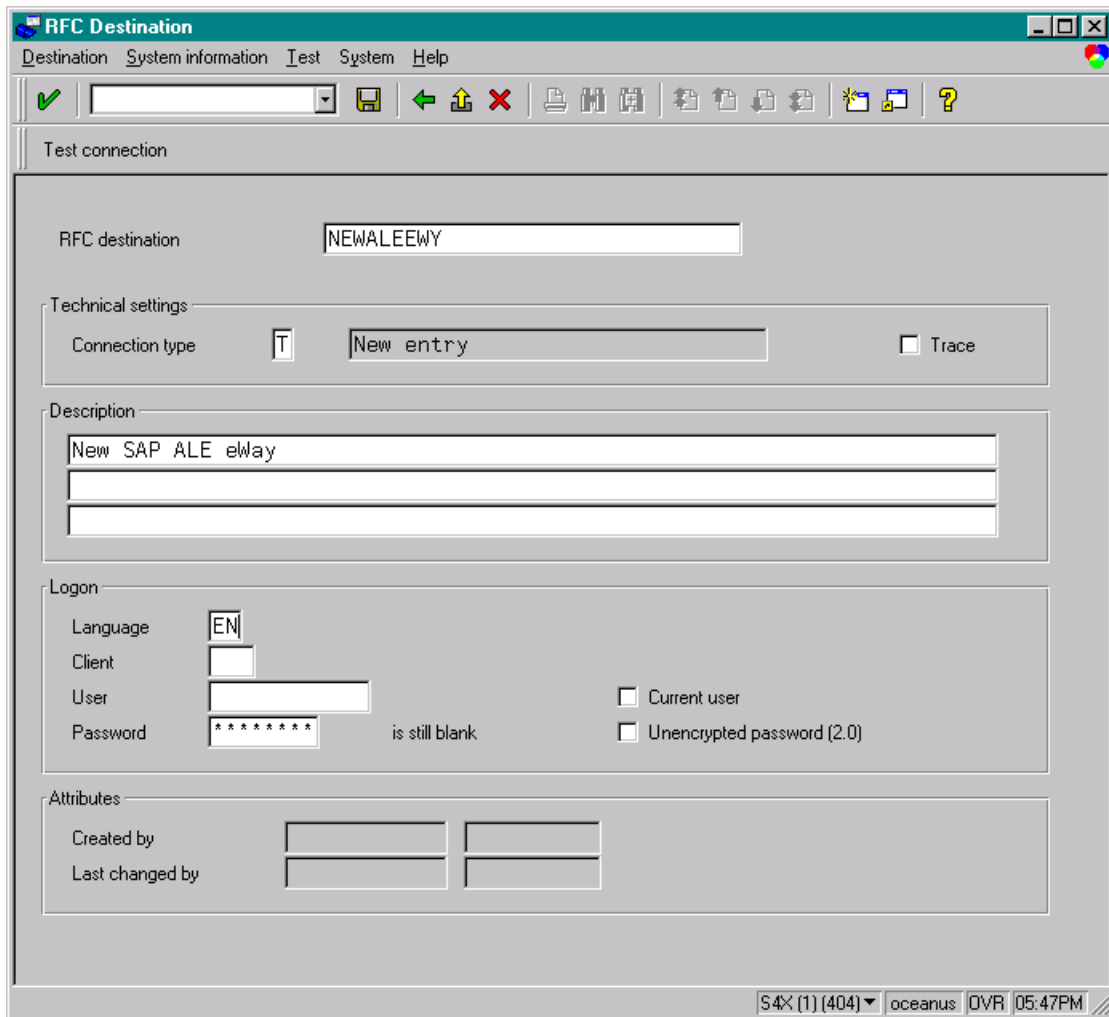 RFC Destination
Destination System information Test System Help
Test connection
RFC destination NEWALEEWY
Technical settings
Connection type T New entry Trace
Description
New SAP ALE eWay
Logon
Language EN
Client
User Current user
Password ******** is still blank Unencrypted password (2.0)
Attributes
Created by
Last changed by
S4X (1) (404) oceanus OVR 05:47PM